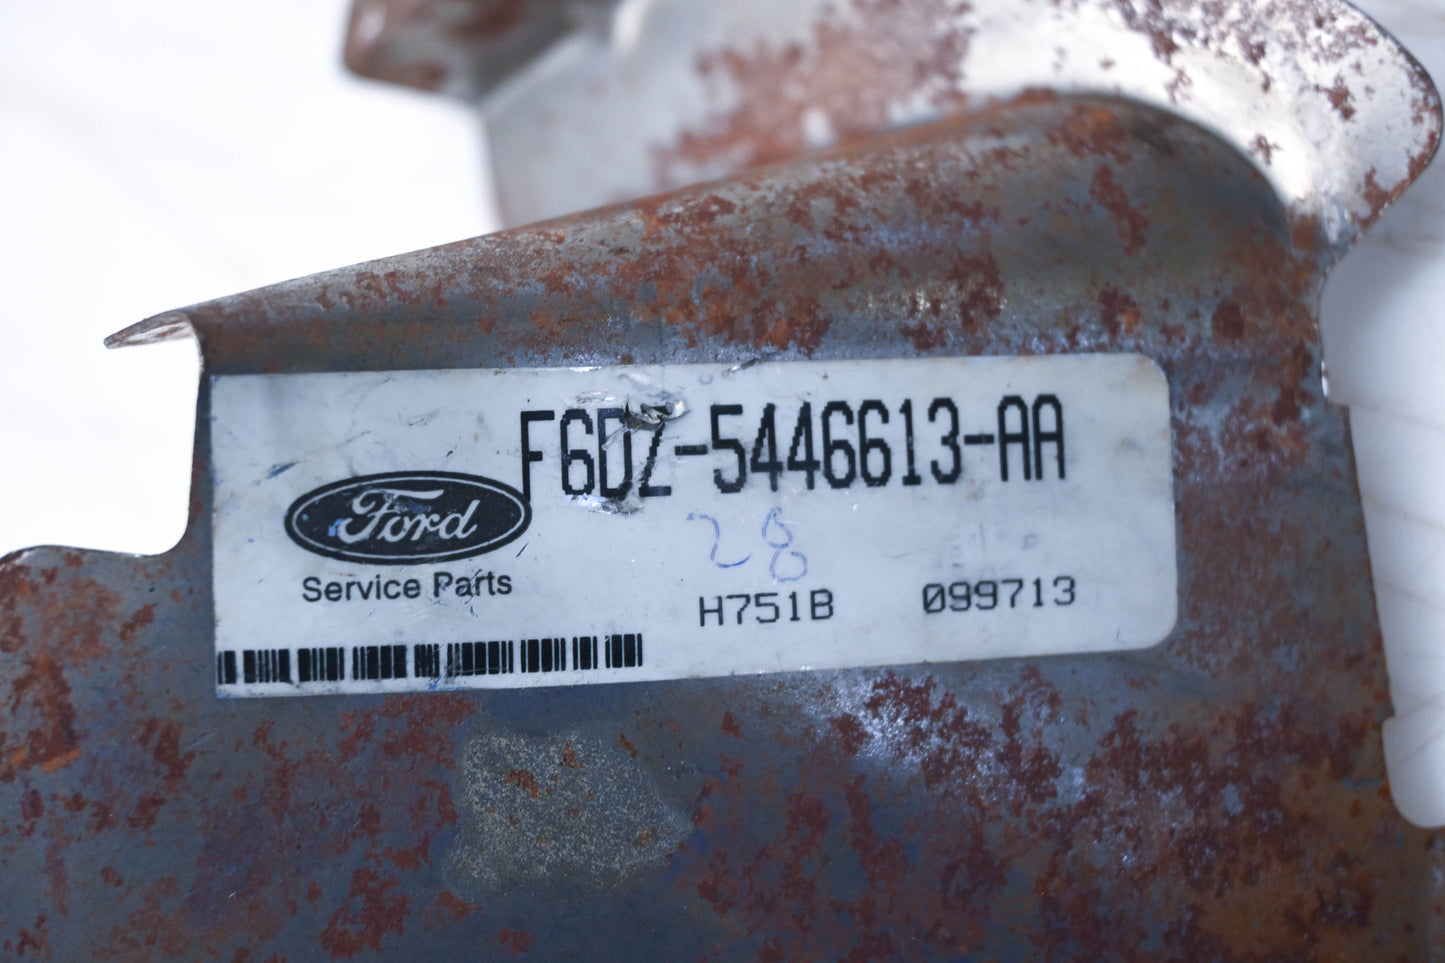 F6DZ-5446613-AA
Ford
28
Service Parts
H751B 099713